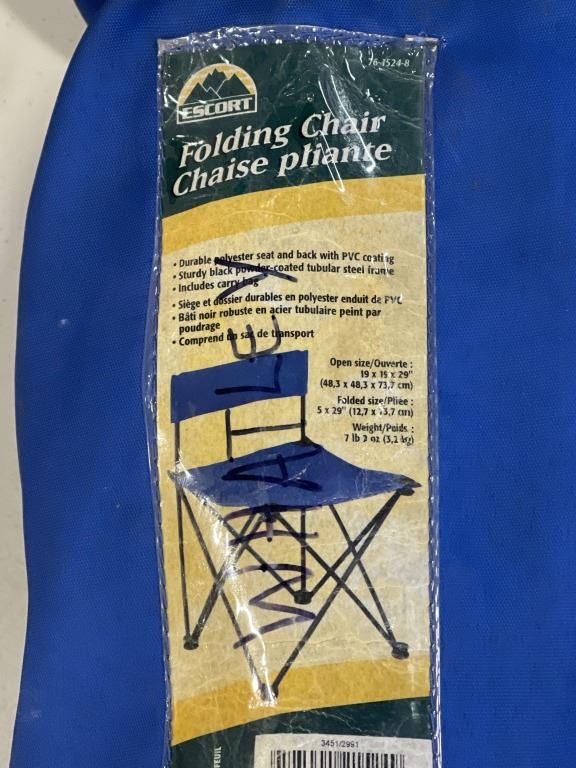 76-1524-8
ESCORT
Folding Chair
Chaise pliante
• Durable polyester seat and back with PVC coating
• Sturdy black powder-coated tubular steel frame
• Includes carry bag
• Siège et dossier durables en polyester enduit de PVC
• Bâti noir robuste en acier tubulaire peint par
poudrage
• Comprend un sac de transport
Open size/Ouverte :
19 x 19 x 29"
(48,3 x 48,3 x 73,7 cm)
Folded size/Pliée :
5 x 29" (12,7 x 73,7 cm)
Weight/Poids :
7 lb 2 oz (3,2 kg)
WHALEY
3451/2991